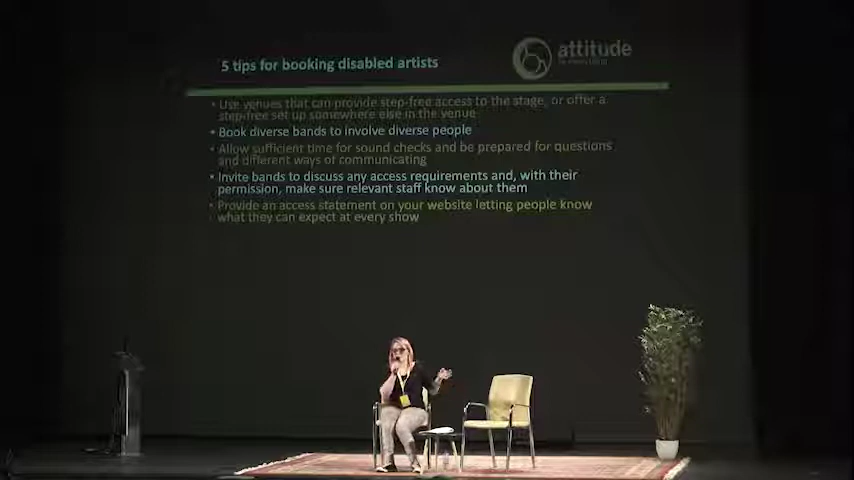 5 tips for booking disabled artists
attitude
• Use venues that can provide step-free access to the stage, or offer a
step-free set up somewhere else in the venue
• Book diverse bands to involve diverse people
• Allow sufficient time for sound checks and be prepared for questions
and different ways of communicating
• Invite bands to discuss any access requirements and, with their
permission, make sure relevant staff know about them
• Provide an access statement on your website letting people know
what they can expect at every show